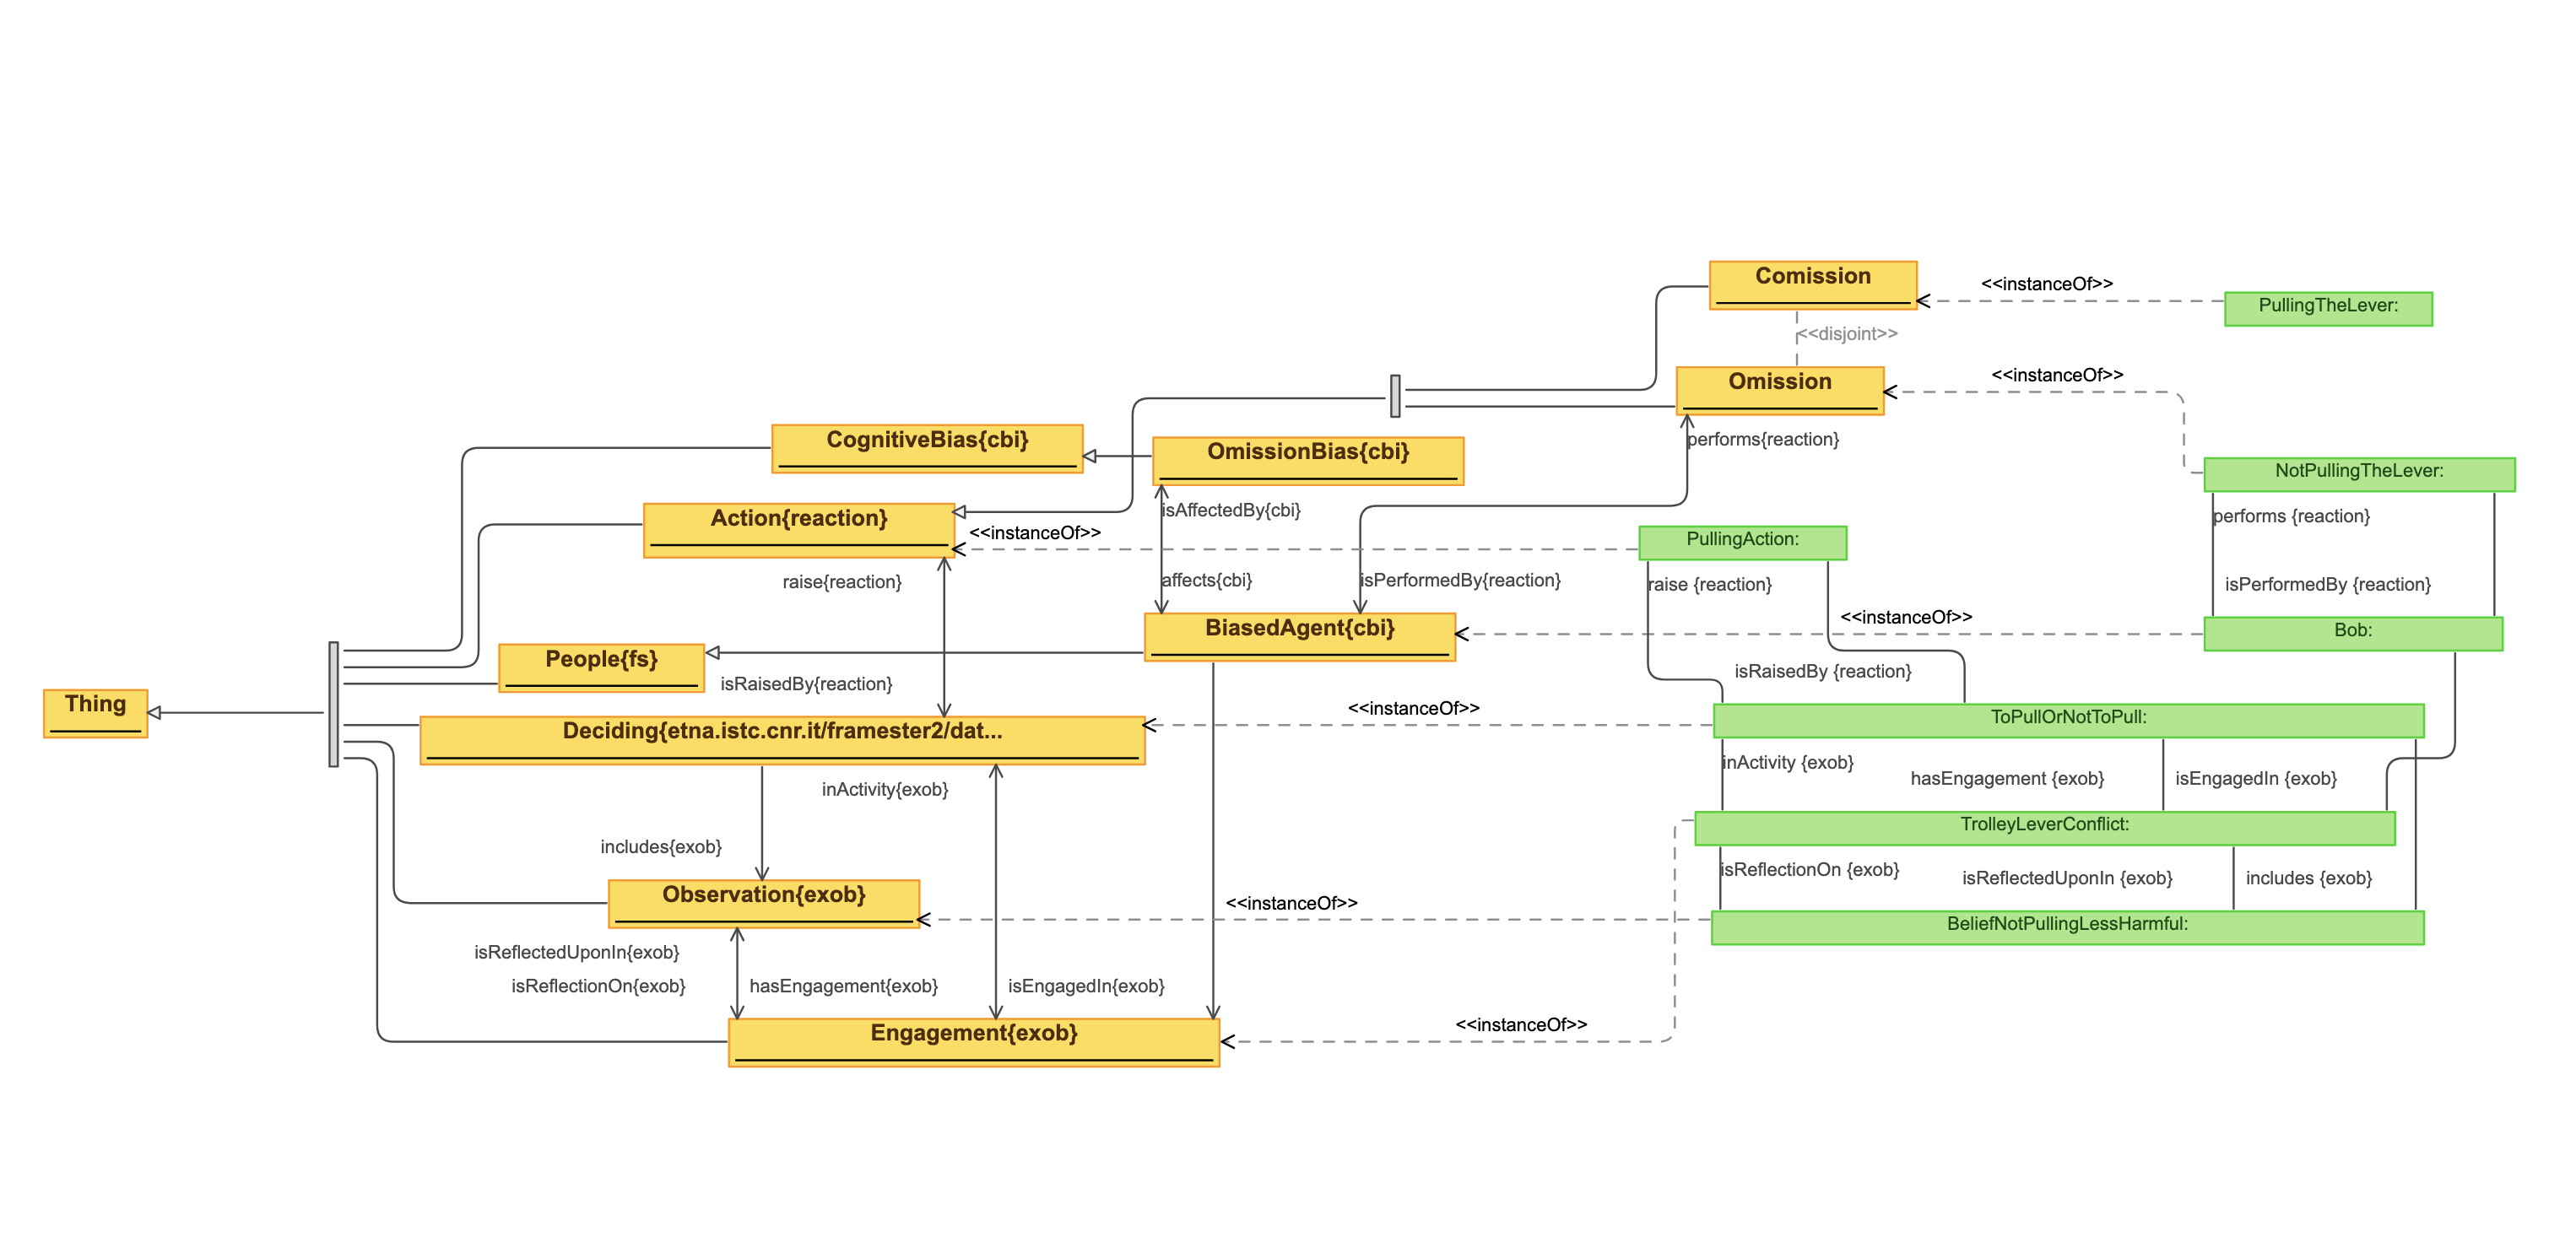 Comission
<<instanceOf>>
PullingTheLever:
<<disjoint>>
Omission
<<instanceOf>>
CognitiveBias{cbi}
OmissionBias{cbi}
performs{reaction}
NotPullingTheLever:
Action{reaction}
isAffectedBy{cbi}
performs {reaction}
<<instanceOf>>
PullingAction:
raise{reaction}
affects{cbi}
isPerformedBy{reaction}
raise {reaction}
isPerformedBy {reaction}
BiasedAgent{cbi}
<<instanceOf>>
Bob:
People{fs}
isRaisedBy{reaction}
isRaisedBy {reaction}
Thing
<<instanceOf>>
ToPullOrNotToPull:
Deciding{etna.istc.cnr.it/framester2/dat...
inActivity{exob}
inActivity {exob}
hasEngagement {exob}
isEngagedIn {exob}
includes{exob}
TrolleyLeverConflict:
isReflectionOn {exob}
isReflectedUponIn {exob}
includes {exob}
Observation{exob}
<<instanceOf>>
BeliefNotPullingLessHarmful:
isReflectedUponIn{exob}
isReflectionOn{exob}
hasEngagement{exob}
isEngagedIn{exob}
Engagement{exob}
<<instanceOf>>